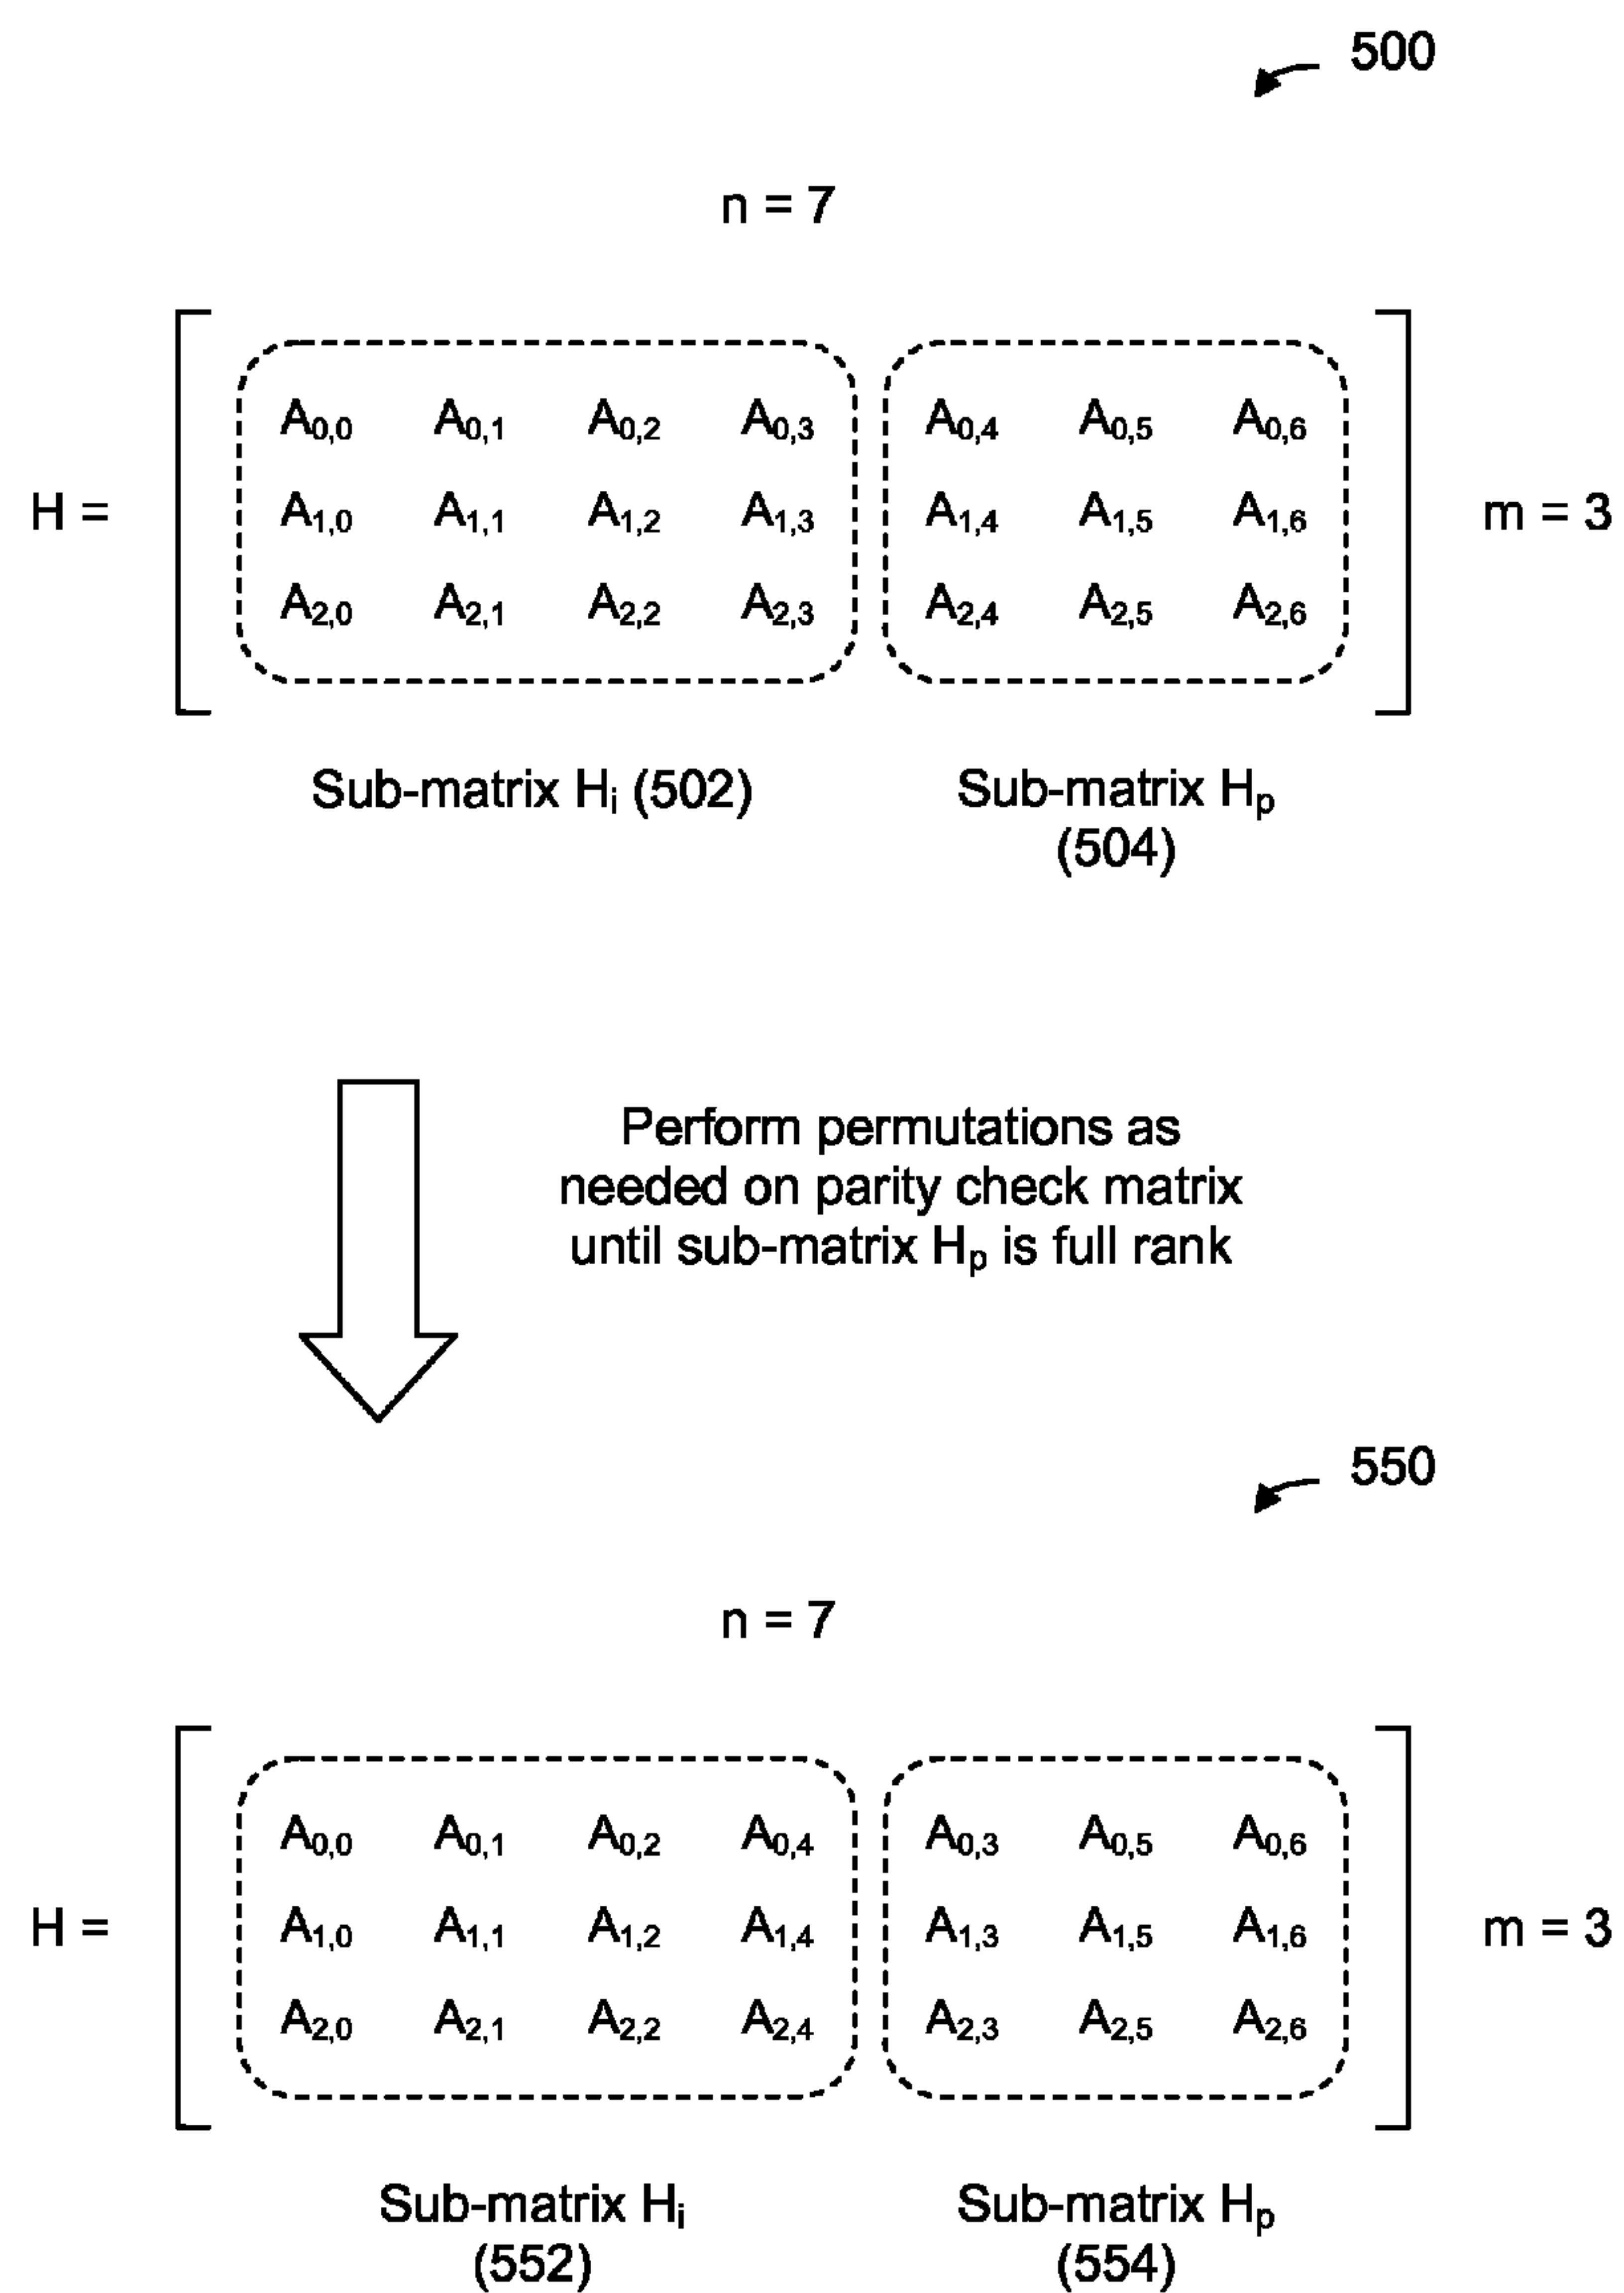 500
n = 7
A0,0 A0,1 A0,2 A0,3 A0,4 A0,5 A0,6
H = A1,0 A1,1 A1,2 A1,3 A1,4 A1,5 A1,6 m = 3
A2,0 A2,1 A2,2 A2,3 A2,4 A2,5 A2,6
Sub-matrix Hi (502) Sub-matrix Hp
(504)
Perform permutations as
needed on parity check matrix
until sub-matrix Hp is full rank
550
n = 7
A0,0 A0,1 A0,2 A0,4 A0,3 A0,5 A0,6
H = A1,0 A1,1 A1,2 A1,4 A1,3 A1,5 A1,6 m = 3
A2,0 A2,1 A2,2 A2,4 A2,3 A2,5 A2,6
Sub-matrix Hi Sub-matrix Hp
(552) (554)